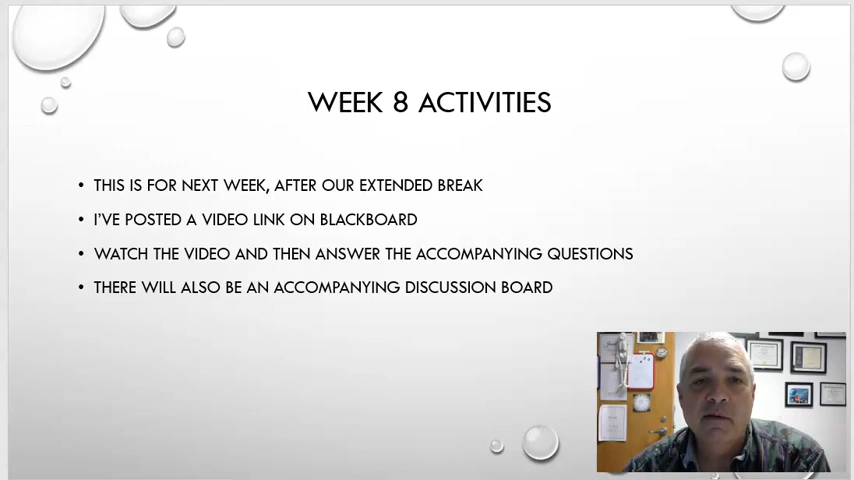 WEEK 8 ACTIVITIES
• THIS IS FOR NEXT WEEK, AFTER OUR EXTENDED BREAK
• I'VE POSTED A VIDEO LINK ON BLACKBOARD
• WATCH THE VIDEO AND THEN ANSWER THE ACCOMPANYING QUESTIONS
• THERE WILL ALSO BE AN ACCOMPANYING DISCUSSION BOARD